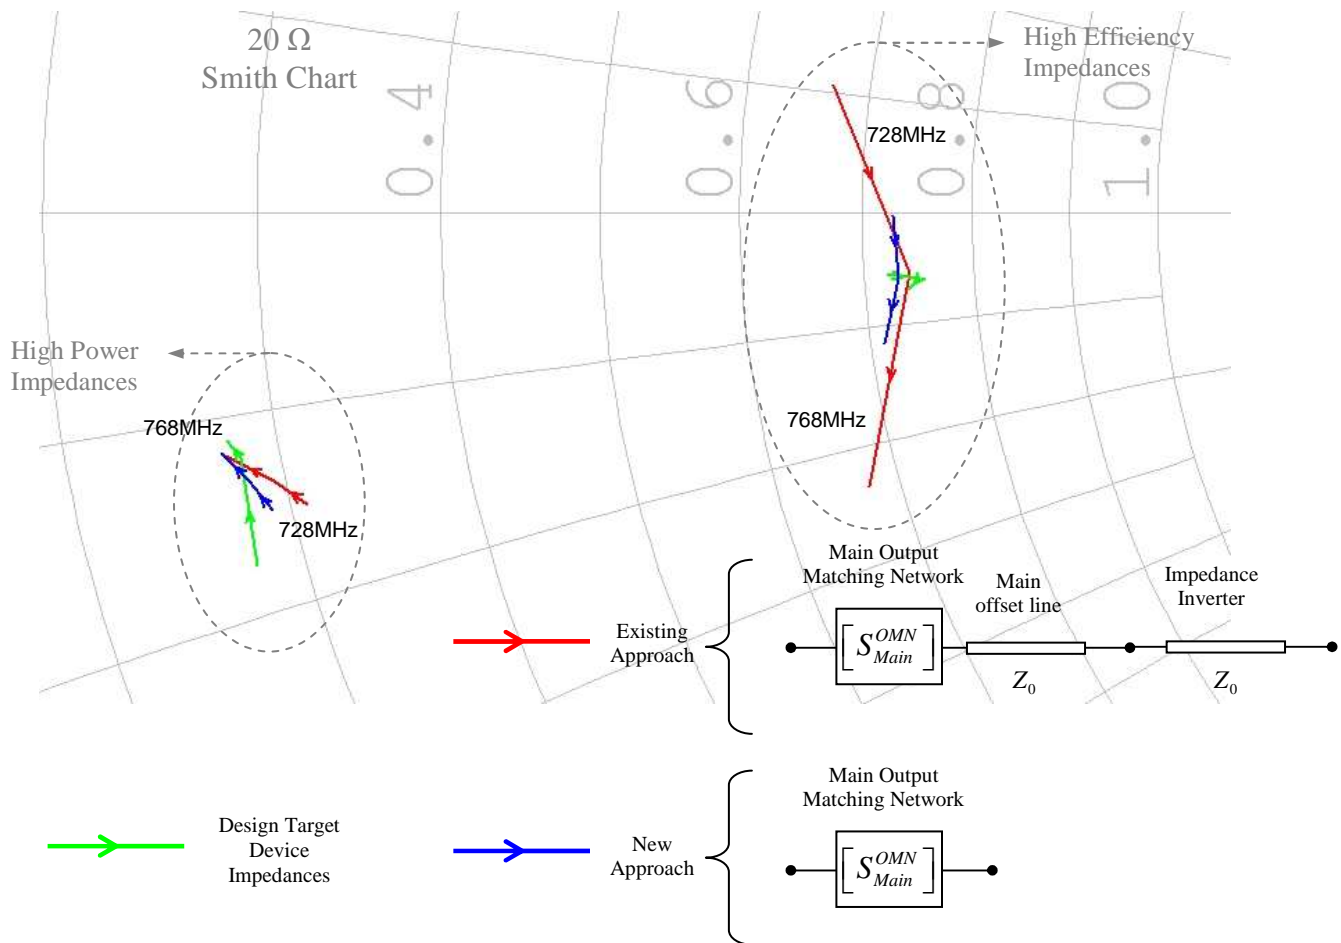 20 Ω
Smith Chart
High Efficiency
Impedances
0.4
0.6
0.8
1.0
728MHz
High Power
Impedances
768MHz
768MHz
728MHz
Main Output
Matching Network
Main
offset line
Impedance
Inverter
Existing
Approach
[S^{OMN}_{Main}]
Z_0
Z_0
Main Output
Matching Network
Design Target
Device
Impedances
New
Approach
[S^{OMN}_{Main}]